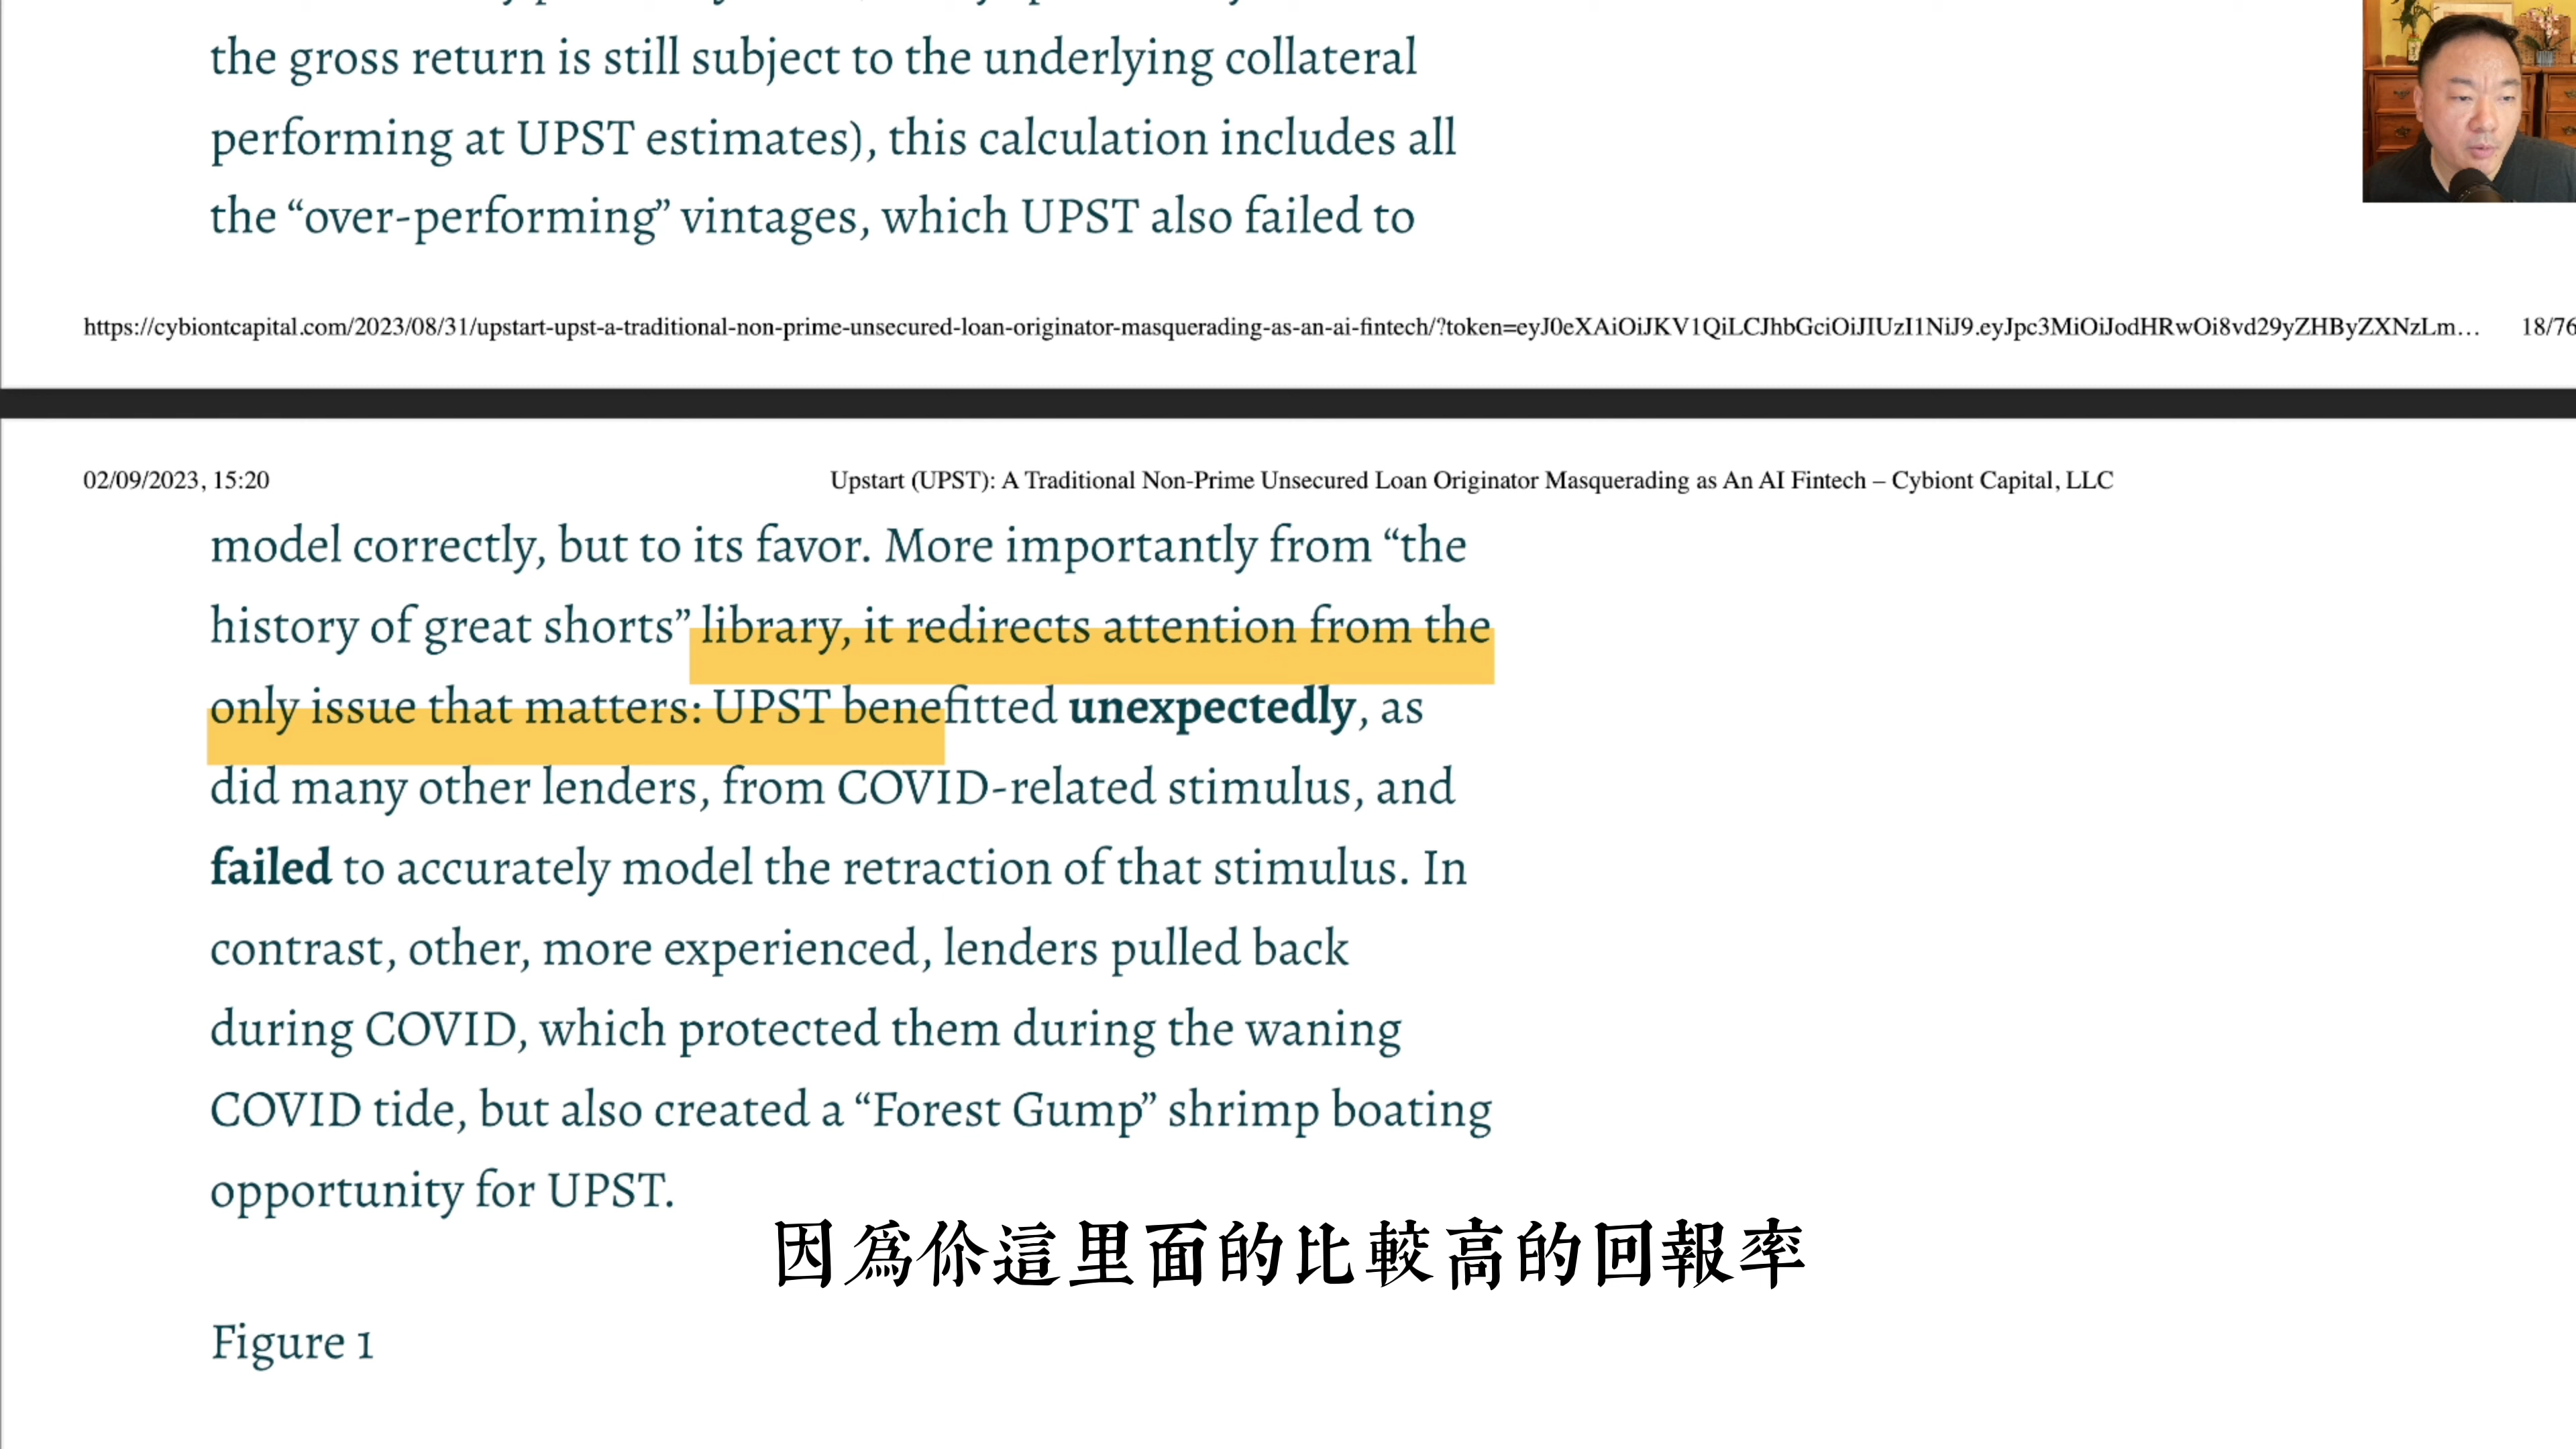 the gross return is still subject to the underlying collateral
performing at UPST estimates), this calculation includes all
the “over-performing” vintages, which UPST also failed to
https://cybiontcapital.com/2023/08/31/upstart-upst-a-traditional-non-prime-unsecured-loan-originator-masquerading-as-an-ai-fintech/?token=eyJ0eXAiOiJKV1QiLCJhbGciOiJIUzI1NiJ9.eyJpc3MiOiJodHRwOi8vd29yZHByZXNzLm… 18/76
02/09/2023, 15:20 Upstart (UPST): A Traditional Non-Prime Unsecured Loan Originator Masquerading as An AI Fintech – Cybiont Capital, LLC
model correctly, but to its favor. More importantly from “the
history of great shorts” library, it redirects attention from the
only issue that matters: UPST benefitted unexpectedly, as
did many other lenders, from COVID-related stimulus, and
failed to accurately model the retraction of that stimulus. In
contrast, other, more experienced, lenders pulled back
during COVID, which protected them during the waning
COVID tide, but also created a “Forest Gump” shrimp boating
opportunity for UPST.
因爲你這里面的比較高的回報率
Figure 1